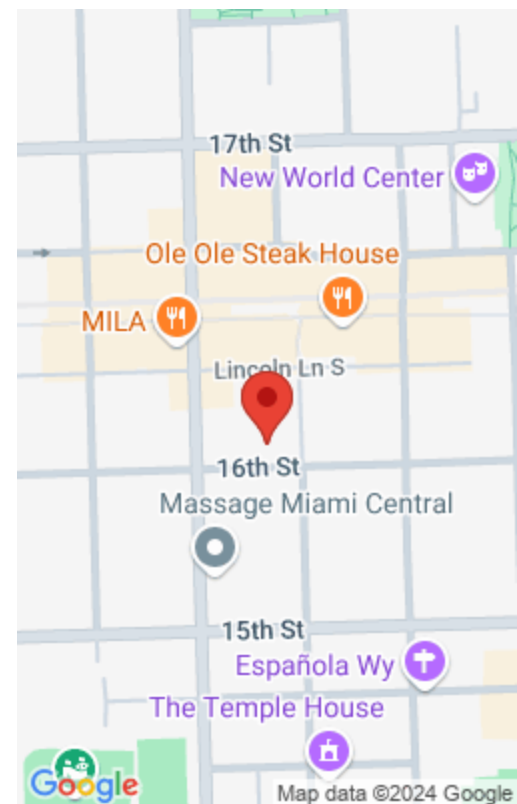 17th St
New World Center
Ole Ole Steak House
MILA
Lincoln Ln S
16th St
Massage Miami Central
15th St
Española Wy
The Temple House
Google
Map data ©2024 Google